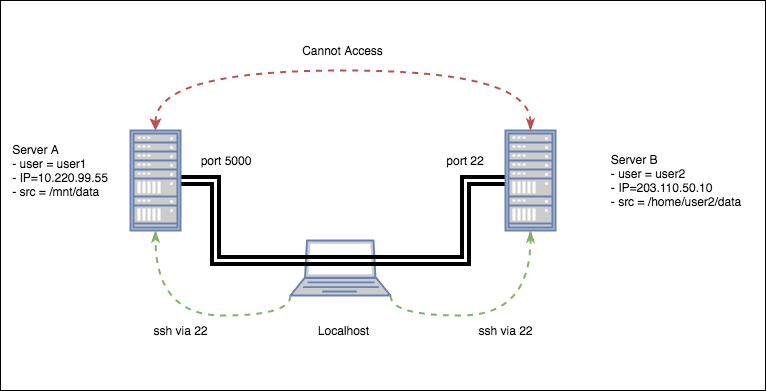 Cannot Access
Server A
- user = user1
- IP=10.220.99.55
- src = /mnt/data
port 5000
port 22
Server B
- user = user2
- IP=203.110.50.10
- src = /home/user2/data
ssh via 22
Localhost
ssh via 22